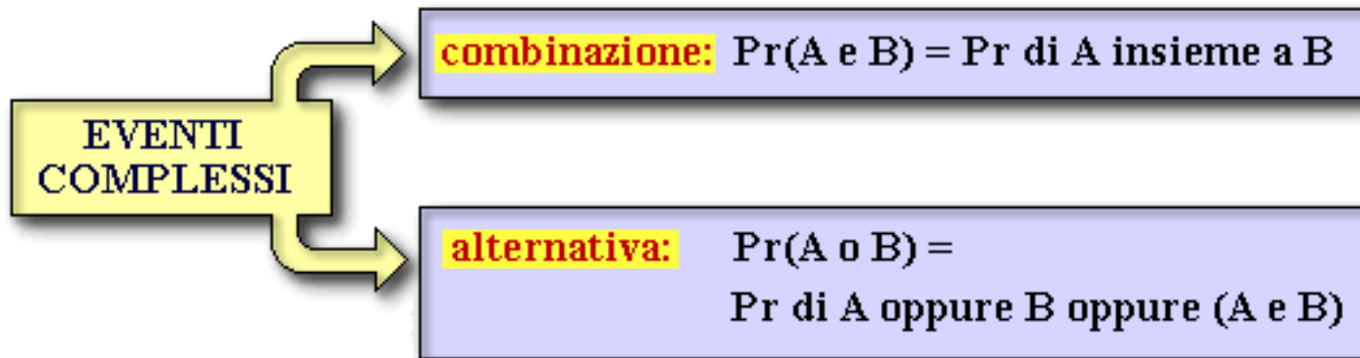 EVENTI
COMPLESSI
combinazione: Pr(A e B) = Pr di A insieme a B
alternativa: Pr(A o B) =
Pr di A oppure B oppure (A e B)